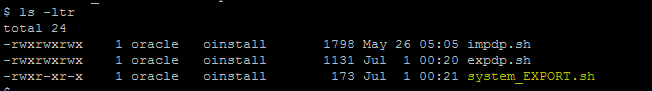 $ ls -ltr
total 24
-rwxrwxrwx 1 oracle oinstall 1798 May 26 05:05 impdp.sh
-rwxrwxrwx 1 oracle oinstall 1131 Jul 1 00:20 expdp.sh
-rwxr-xr-x 1 oracle oinstall 173 Jul 1 00:21 system_EXPORT.sh